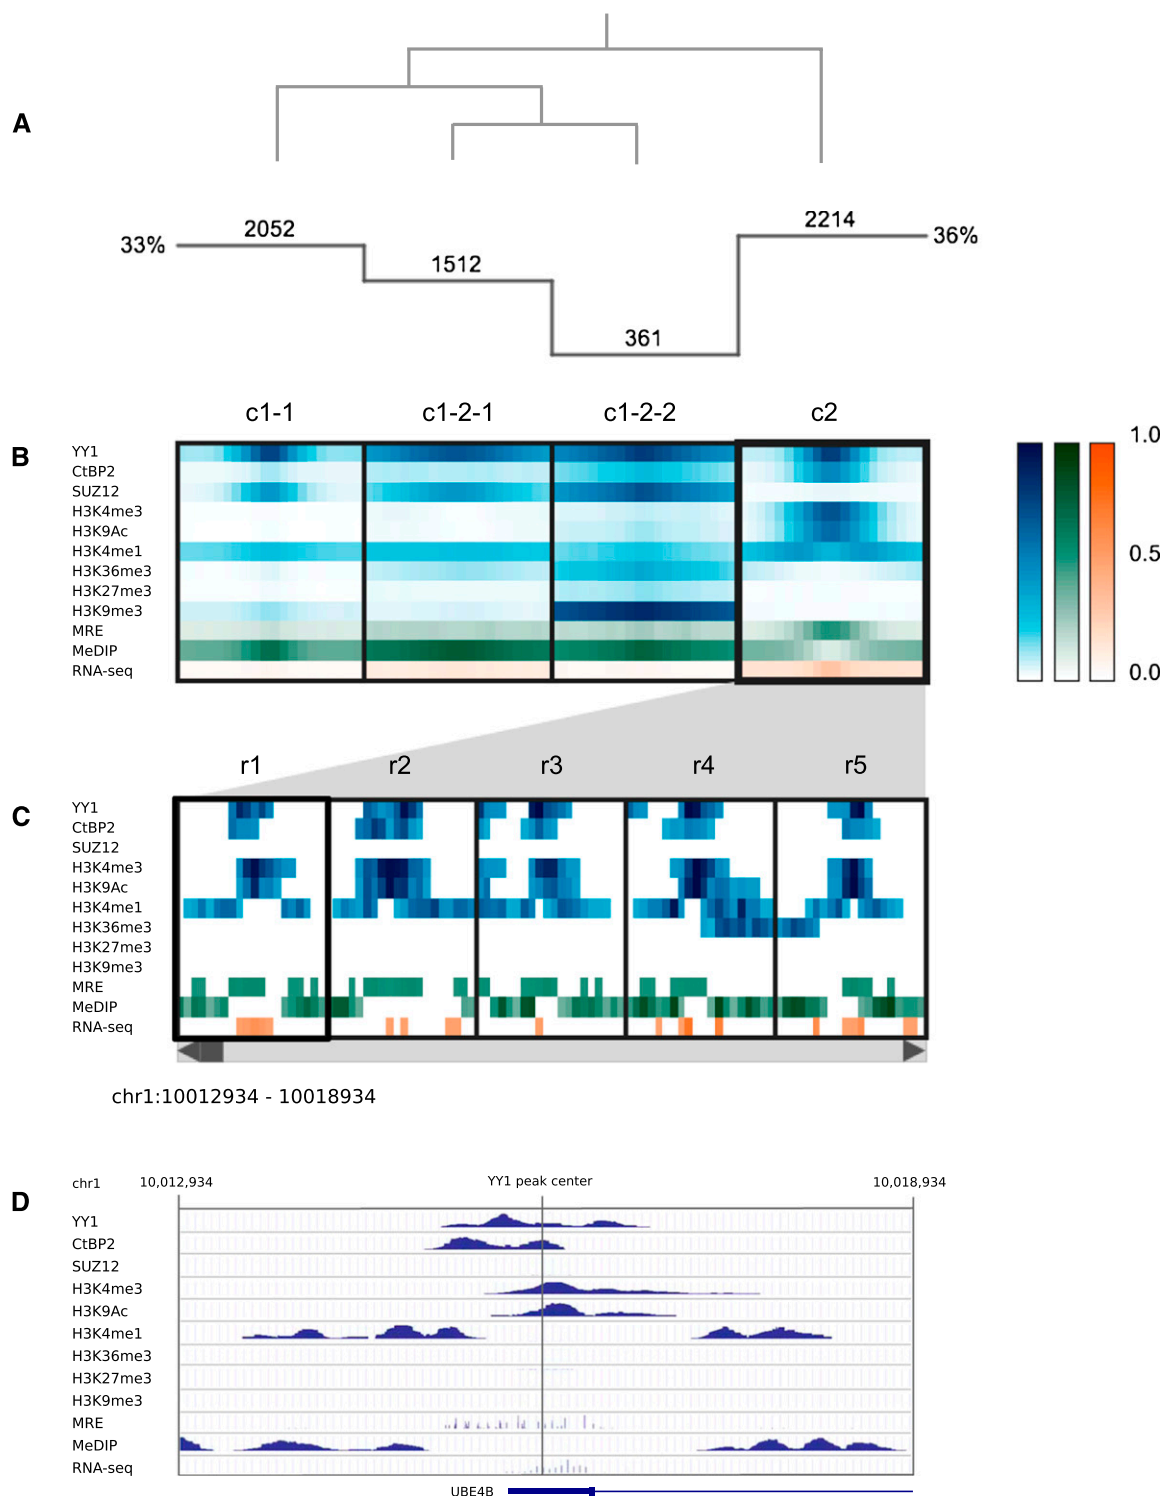 A
33%
2052
1512
361
2214
36%
c1-1 c1-2-1 c1-2-2 c2
B
YY1
CtBP2
SUZ12
H3K4me3
H3K9Ac
H3K4me1
H3K36me3
H3K27me3
H3K9me3
MRE
MeDIP
RNA-seq
1.0
0.5
0.0
r1 r2 r3 r4 r5
C
YY1
CtBP2
SUZ12
H3K4me3
H3K9Ac
H3K4me1
H3K36me3
H3K27me3
H3K9me3
MRE
MeDIP
RNA-seq
chr1:10012934 - 10018934
D
chr1 10,012,934 YY1 peak center 10,018,934
YY1
CtBP2
SUZ12
H3K4me3
H3K9Ac
H3K4me1
H3K36me3
H3K27me3
H3K9me3
MRE
MeDIP
RNA-seq
UBE4B